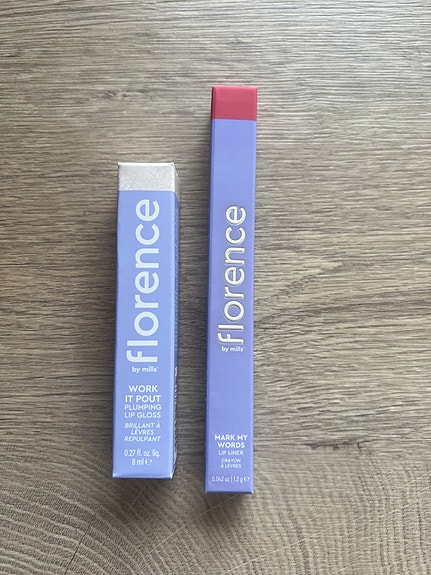 florence
by mills
WORK
IT POUT
PLUMPING
LIP GLOSS
BRILLANT À
LÈVRES
REPULPANT
0.27 fl. oz. liq.
8 ml ℮
florence
by mills
MARK MY
WORDS
LIP LINER
CRAYON
À LÈVRES
0.042 oz | 1.2 g ℮